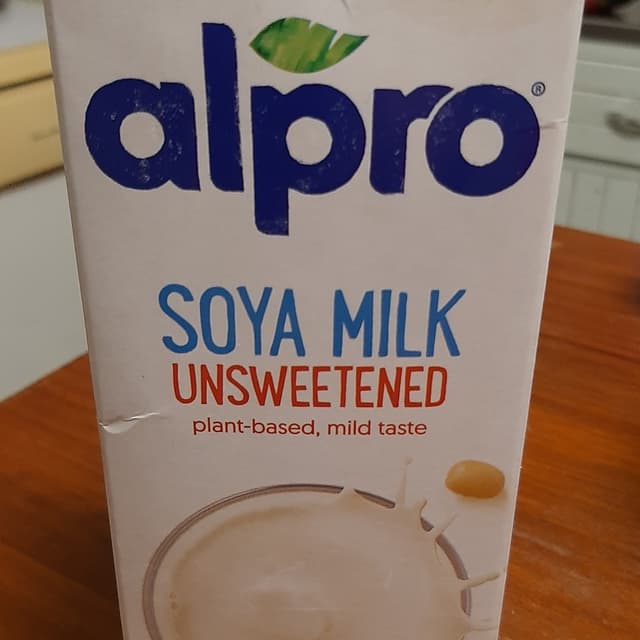 alpro®
SOYA MILK
UNSWEETENED
plant-based, mild taste